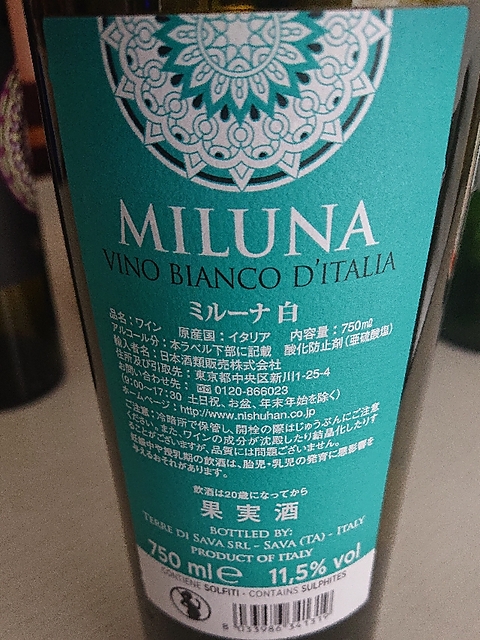 MILUNA
VINO BIANCO D'ITALIA
ミルーナ 白
品名:ワイン 原産国:イタリア 内容量:750㎖
アルコール分:本ラベル下部に記載 酸化防止剤(亜硫酸塩)
輸入者名:日本酒類販売株式会社
住所及び引取先:東京都中央区新川1-25-4
お問い合わせ先: 0120-866023
(9:00~17:30 土日祝、お盆、年末年始を除く)
ホームページ:http://www.nishuhan.co.jp
ご注意:冷暗所で保管し、開栓の際はじゅうぶんにご注意
ください。また、ワインの成分が沈殿したり結晶化したりす
ることがございますが、品質には問題ございません。
妊娠中や授乳期の飲酒は、胎児・乳児の発育に悪影響を
与えるおそれがあります。
飲酒は20歳になってから
果実酒
BOTTLED BY:
TERRE DI SAVA SRL - SAVA (TA) - ITALY
PRODUCT OF ITALY
750 ml e 11,5% vol
CONTIENE SOLFITI - CONTAINS SULPHITES
8 033986 341319